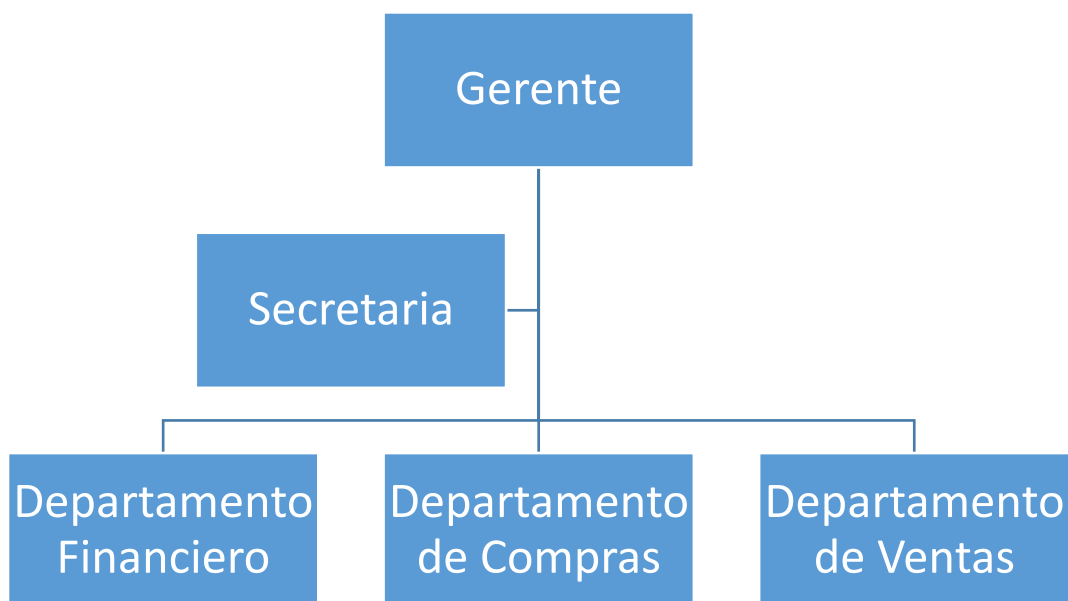 Gerente
Secretaria
Departamento
Financiero
Departamento
de Compras
Departamento
de Ventas